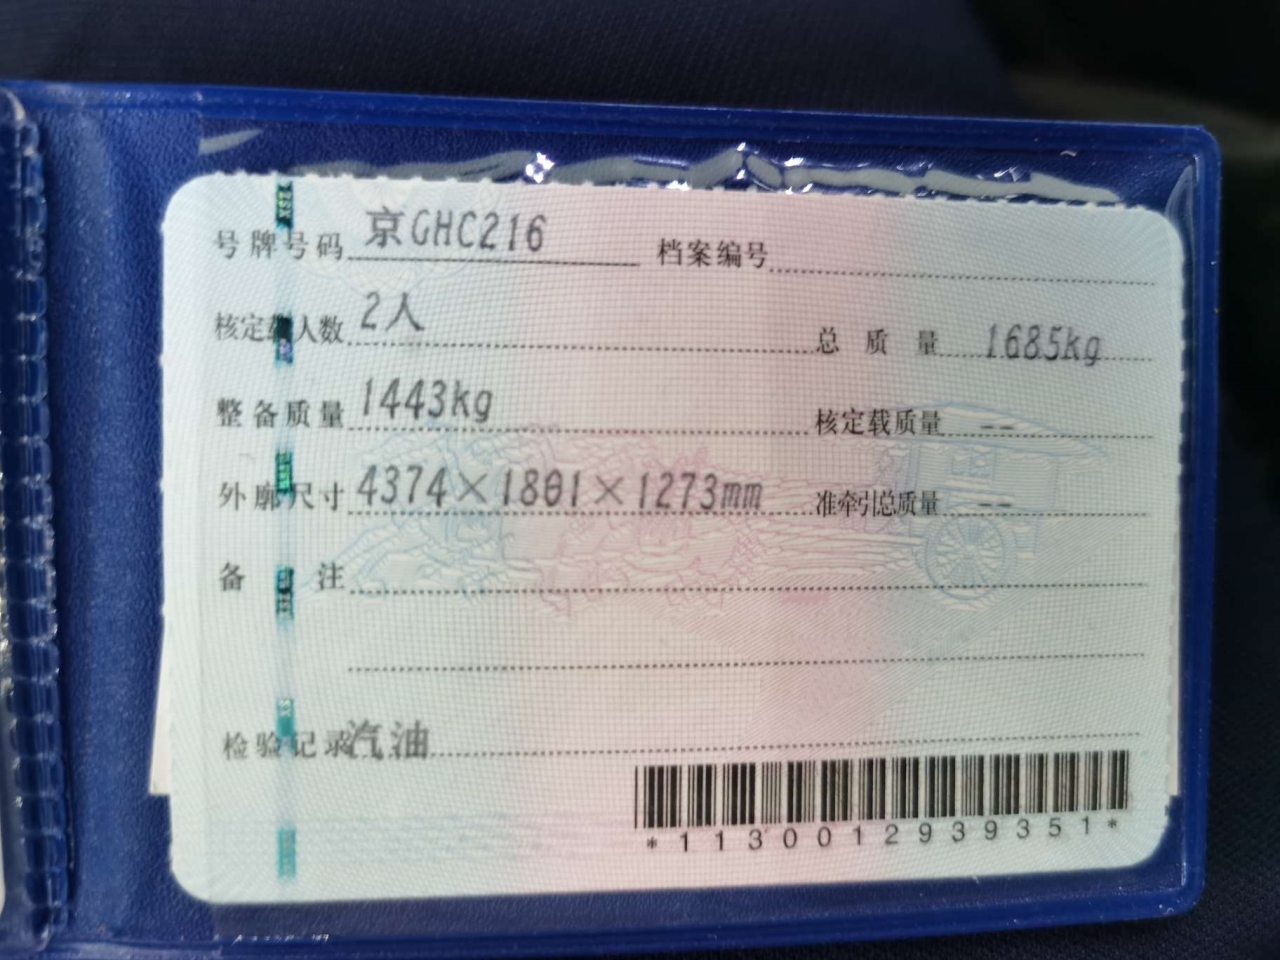 号牌号码 京GHC216 档案编号
核定载人数 2人 总质量 1685kg
整备质量 1443kg 核定载质量 --
外廓尺寸 4374×1801×1273mm 准牵引总质量 --
备注
检验记录 汽油
*1130012939351*